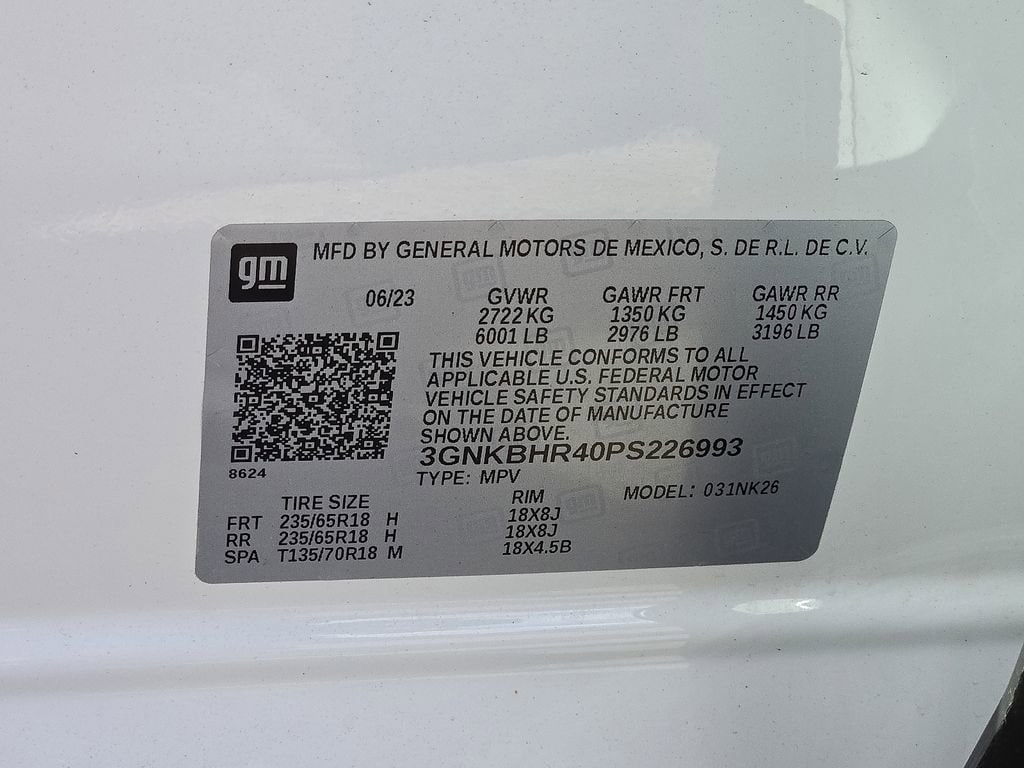 gm
MFD BY GENERAL MOTORS DE MEXICO, S. DE R.L. DE C.V.
06/23 GVWR GAWR FRT GAWR RR
2722 KG 1350 KG 1450 KG
6001 LB 2976 LB 3196 LB
THIS VEHICLE CONFORMS TO ALL
APPLICABLE U.S. FEDERAL MOTOR
VEHICLE SAFETY STANDARDS IN EFFECT
ON THE DATE OF MANUFACTURE
SHOWN ABOVE.
3GNKBHR40PS226993
8624
TYPE: MPV
MODEL: 031NK26
TIRE SIZE RIM
FRT 235/65R18 H 18X8J
RR 235/65R18 H 18X8J
SPA T135/70R18 M 18X4.5B